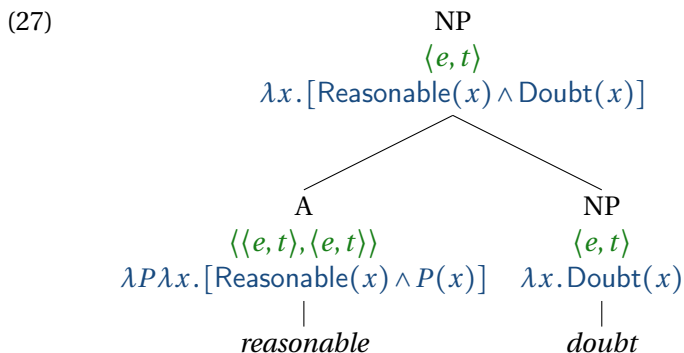 (27)
NP
⟨e, t⟩
λx.[Reasonable(x) ∧ Doubt(x)]
A NP
⟨⟨e, t⟩, ⟨e, t⟩⟩ ⟨e, t⟩
λPλx.[Reasonable(x) ∧ P(x)] λx.Doubt(x)
reasonable doubt